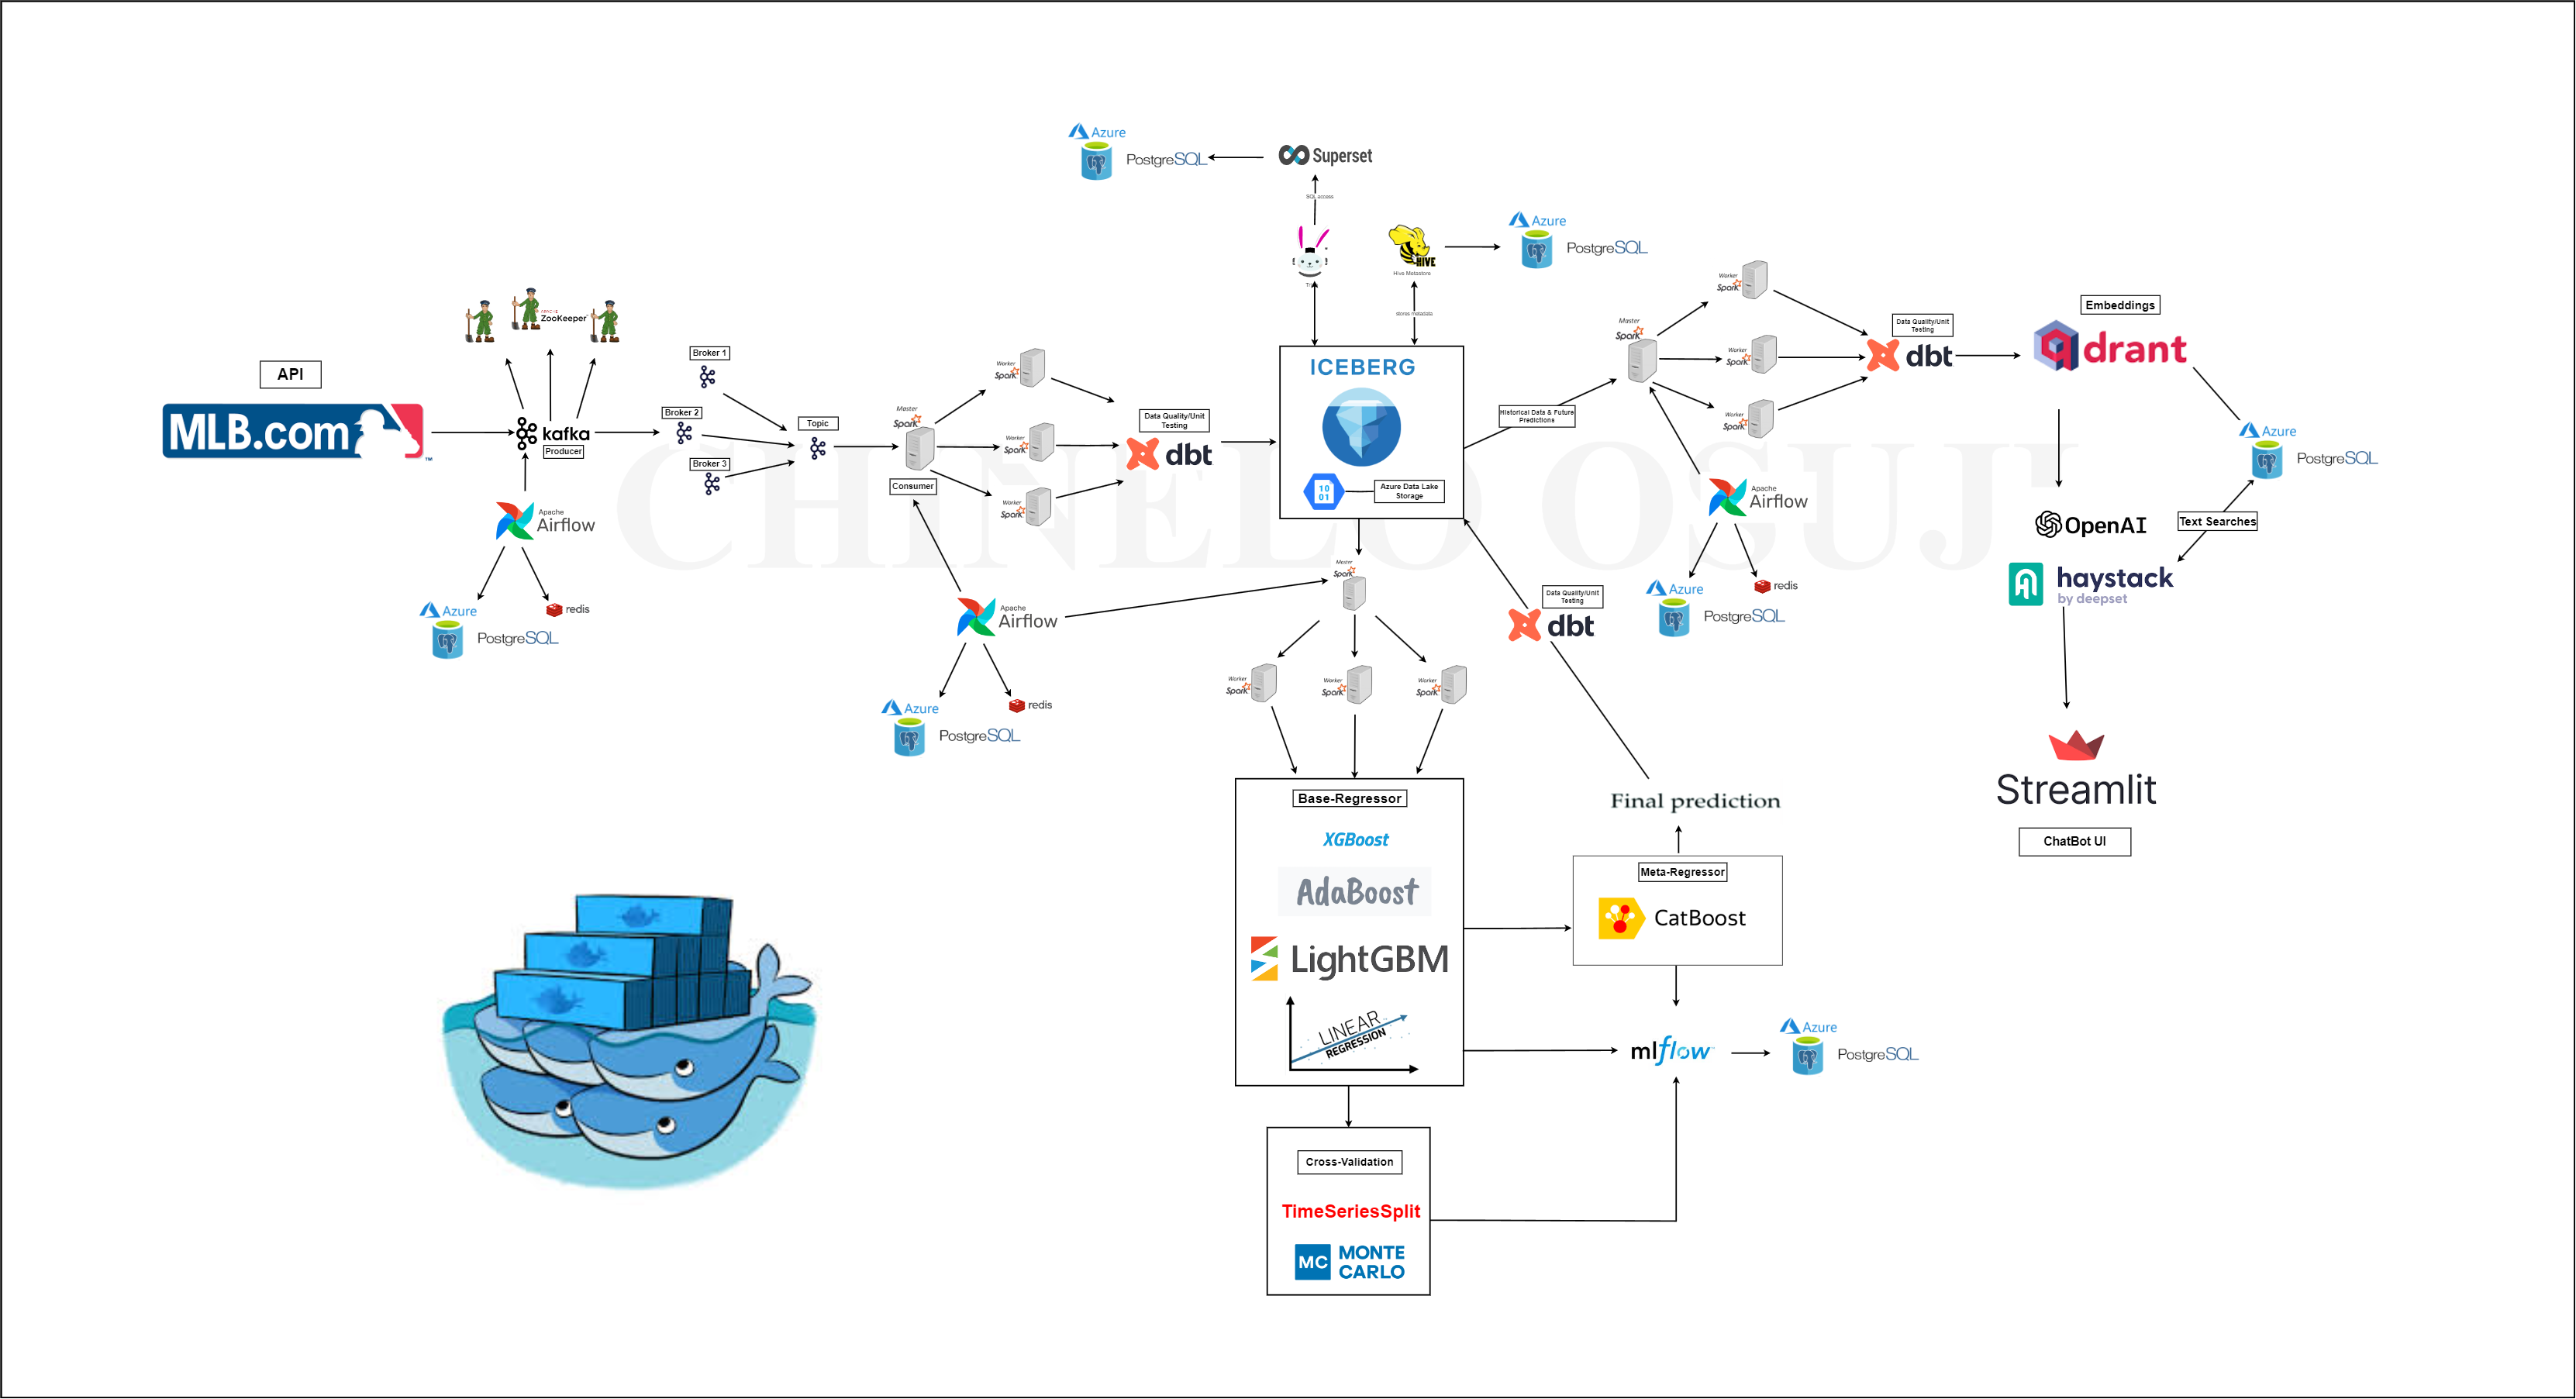 Azure
PostgreSQL
Superset
SQL access
Azure
PostgreSQL
HIVE
Hive Metastore
stores metadata
APACHE
ZooKeeper
API
MLB.com
™
kafka
Producer
Apache
Airflow
Azure
PostgreSQL
redis
Broker 1
Broker 2
Broker 3
Topic
Master
Spark
Consumer
Worker
Spark
Worker
Spark
Worker
Spark
Data Quality/Unit
Testing
dbt
Apache
Airflow
Azure
PostgreSQL
redis
ICEBERG
10
01
Azure Data Lake
Storage
CHINELO OSUJI
Historical Data & Future
Predictions
Master
Spark
Worker
Spark
Worker
Spark
Worker
Spark
Data Quality/Unit
Testing
dbt
Apache
Airflow
Azure
PostgreSQL
redis
Embeddings
qdrant
Azure
PostgreSQL
OpenAI
Text Searches
haystack
by deepset
Streamlit
ChatBot UI
Master
Spark
Worker
Spark
Worker
Spark
Worker
Spark
Data Quality/Unit
Testing
dbt
Base-Regressor
XGBoost
AdaBoost
LightGBM
LINEAR
REGRESSION
Final prediction
Meta-Regressor
CatBoost
mlflow
Azure
PostgreSQL
Cross-Validation
TimeSeriesSplit
MC
MONTE
CARLO